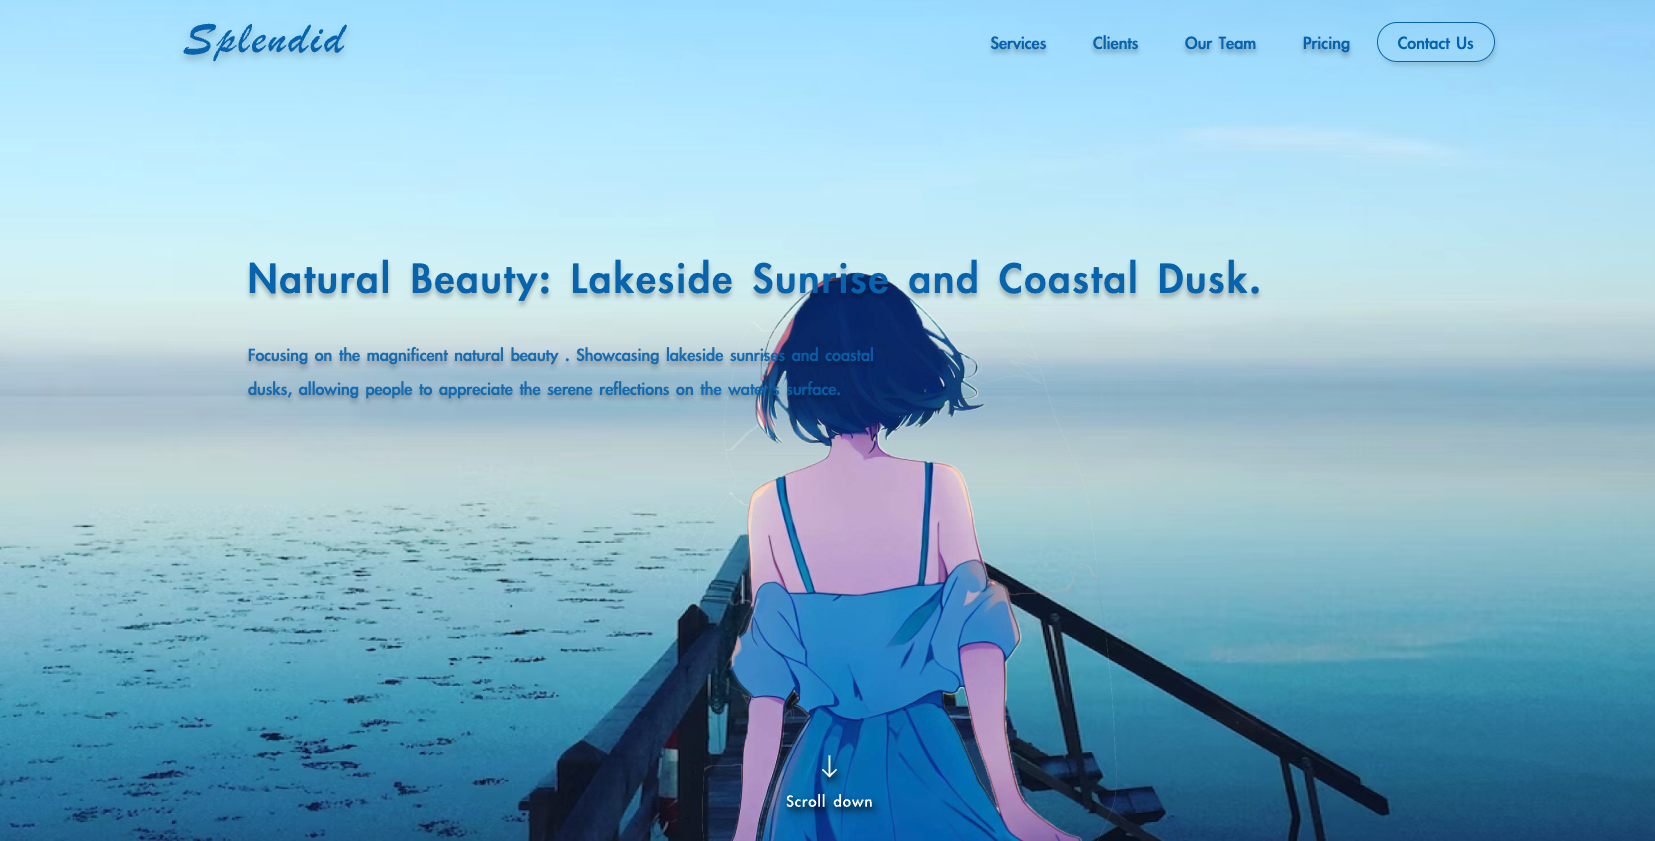 Splendid
Services
Clients
Our Team
Pricing
Contact Us
Natural Beauty: Lakeside Sunrise and Coastal Dusk.
Focusing on the magnificent natural beauty . Showcasing lakeside sunrises and coastal
dusks, allowing people to appreciate the serene reflections on the water's surface.
Scroll down